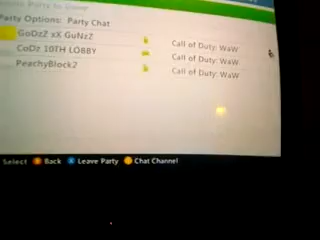 Party Options: Party Chat
GoDzZ xX GuNzZ Call of Duty: WaW
CoDz 10TH LOBBY Call of Duty: WaW
PeachyBlock2 Call of Duty: WaW
Select B Back X Leave Party Y Chat Channel